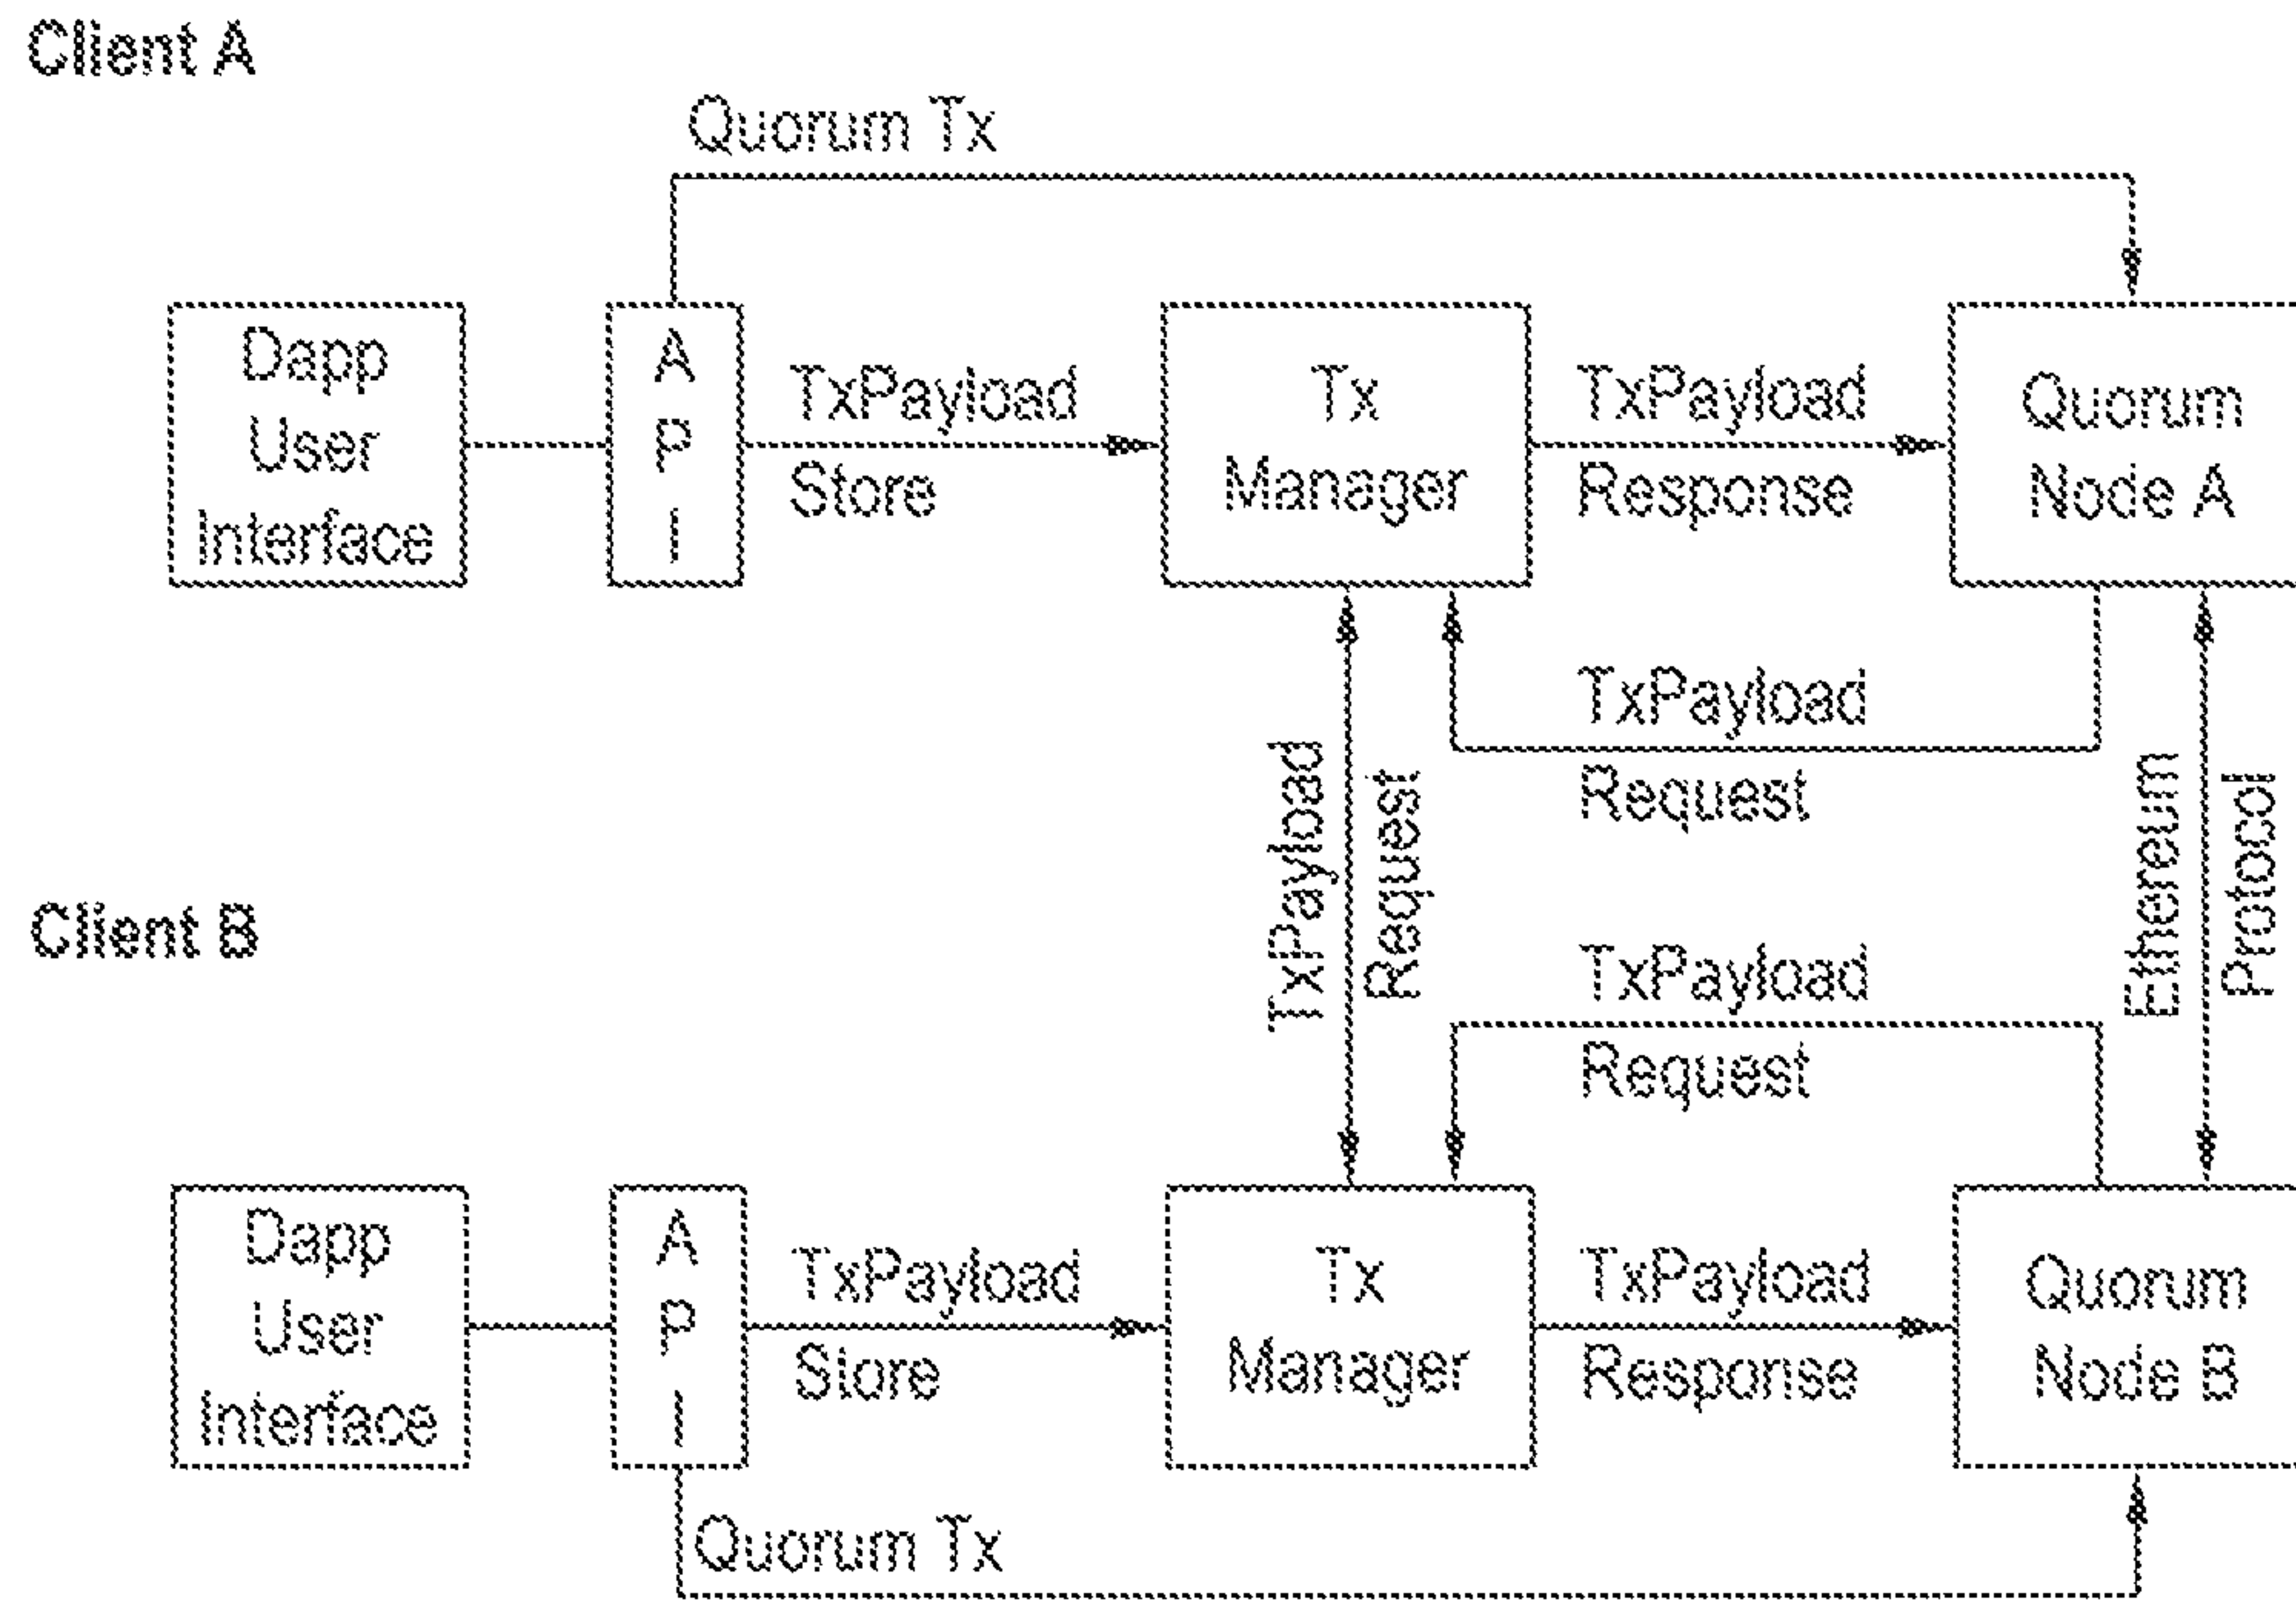 Client A
Quorum Tx
Dapp
User
Interface
A
P
I
TxPayload
Store
Tx
Manager
TxPayload
Response
Quorum
Node A
TxPayload
Request
TxPayload
Request
Ethereum
Protocol
Client B
TxPayload
Request
Dapp
User
Interface
A
P
I
TxPayload
Store
Tx
Manager
TxPayload
Response
Quorum
Node B
Quorum Tx